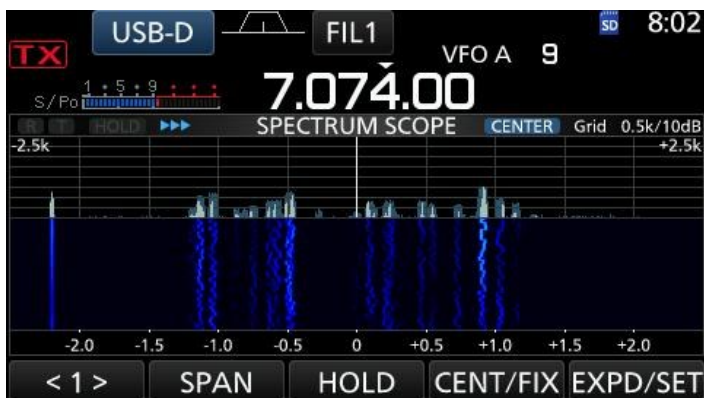 USB-D FIL1 SD 8:02
TX VFO A 9
1 5 9
S/Po 7.074.00
R T HOLD SPECTRUM SCOPE CENTER Grid 0.5k/10dB
-2.5k +2.5k
-2.0 -1.5 -1.0 -0.5 0 +0.5 +1.0 +1.5 +2.0
< 1 > SPAN HOLD CENT/FIX EXPD/SET